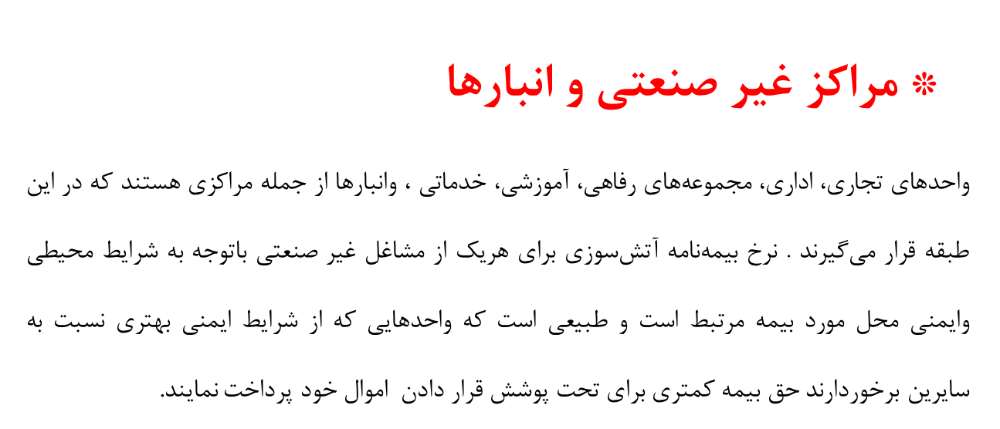 ❊ مراکز غیر صنعتی و انبارها
واحدهای تجاری، اداری، مجموعه‌های رفاهی، آموزشی، خدماتی ، وانبارها از جمله مراکزی هستند که در این
طبقه قرار می‌گیرند . نرخ بیمه‌نامه آتش‌سوزی برای هریک از مشاغل غیر صنعتی باتوجه به شرایط محیطی
وایمنی محل مورد بیمه مرتبط است و طبیعی است که واحدهایی که از شرایط ایمنی بهتری نسبت به
سایرین برخوردارند حق بیمه کمتری برای تحت پوشش قرار دادن اموال خود پرداخت نمایند.